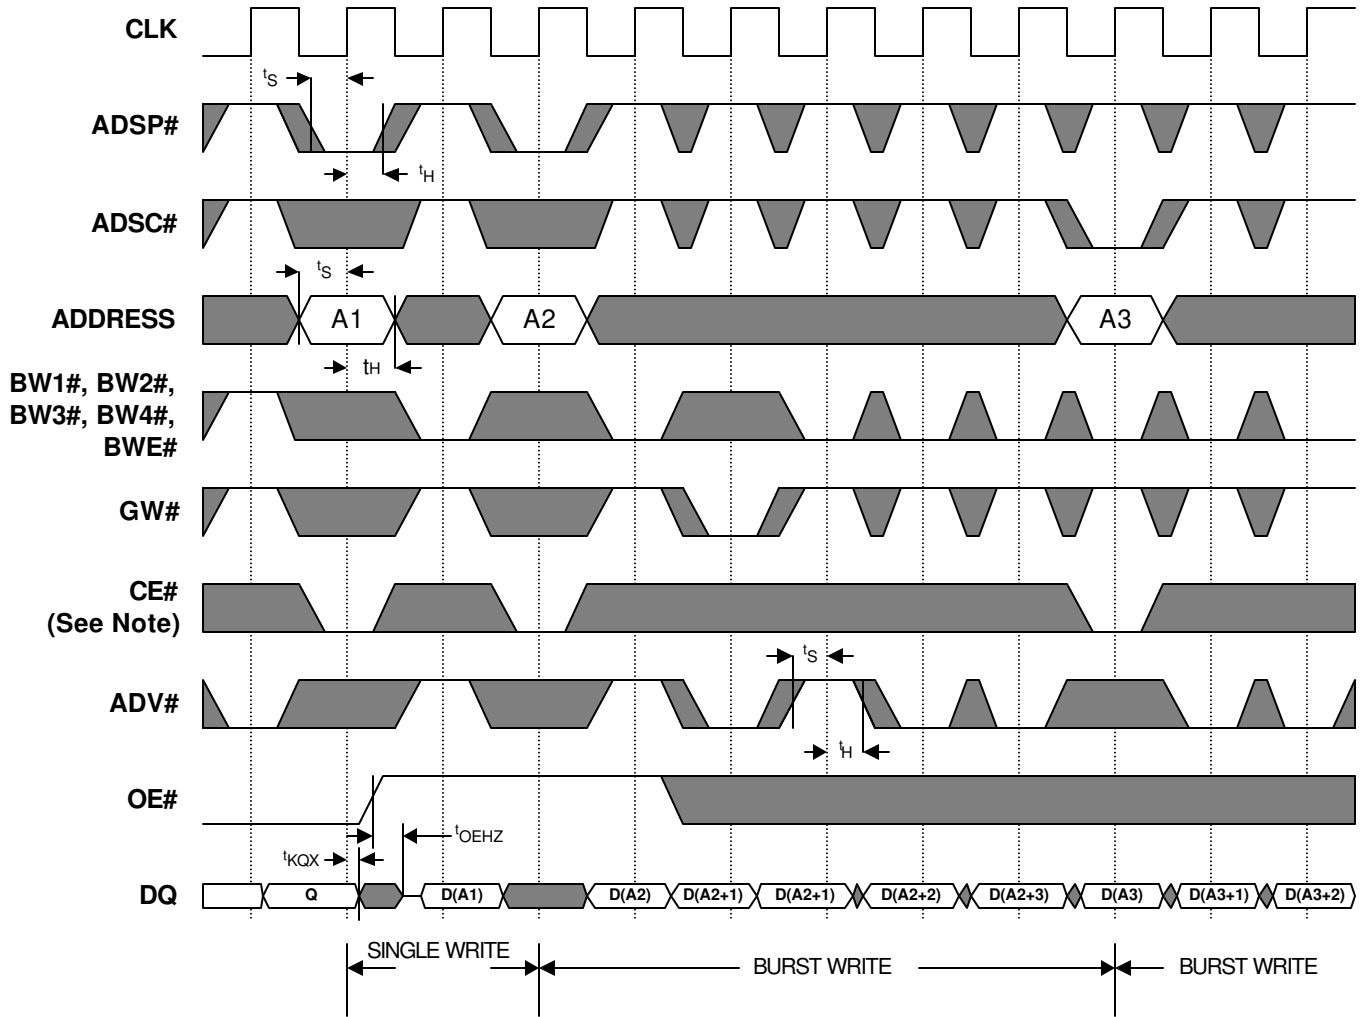 CLK
tS
ADSP#
tH
ADSC#
tS
ADDRESS
A1
A2
A3
tH
BW1#, BW2#,
BW3#, BW4#,
BWE#
GW#
CE#
(See Note)
tS
ADV#
tH
OE#
tOEHZ
tKQX
DQ
Q
D(A1)
D(A2)
D(A2+1)
D(A2+1)
D(A2+2)
D(A2+3)
D(A3)
D(A3+1)
D(A3+2)
SINGLE WRITE
BURST WRITE
BURST WRITE